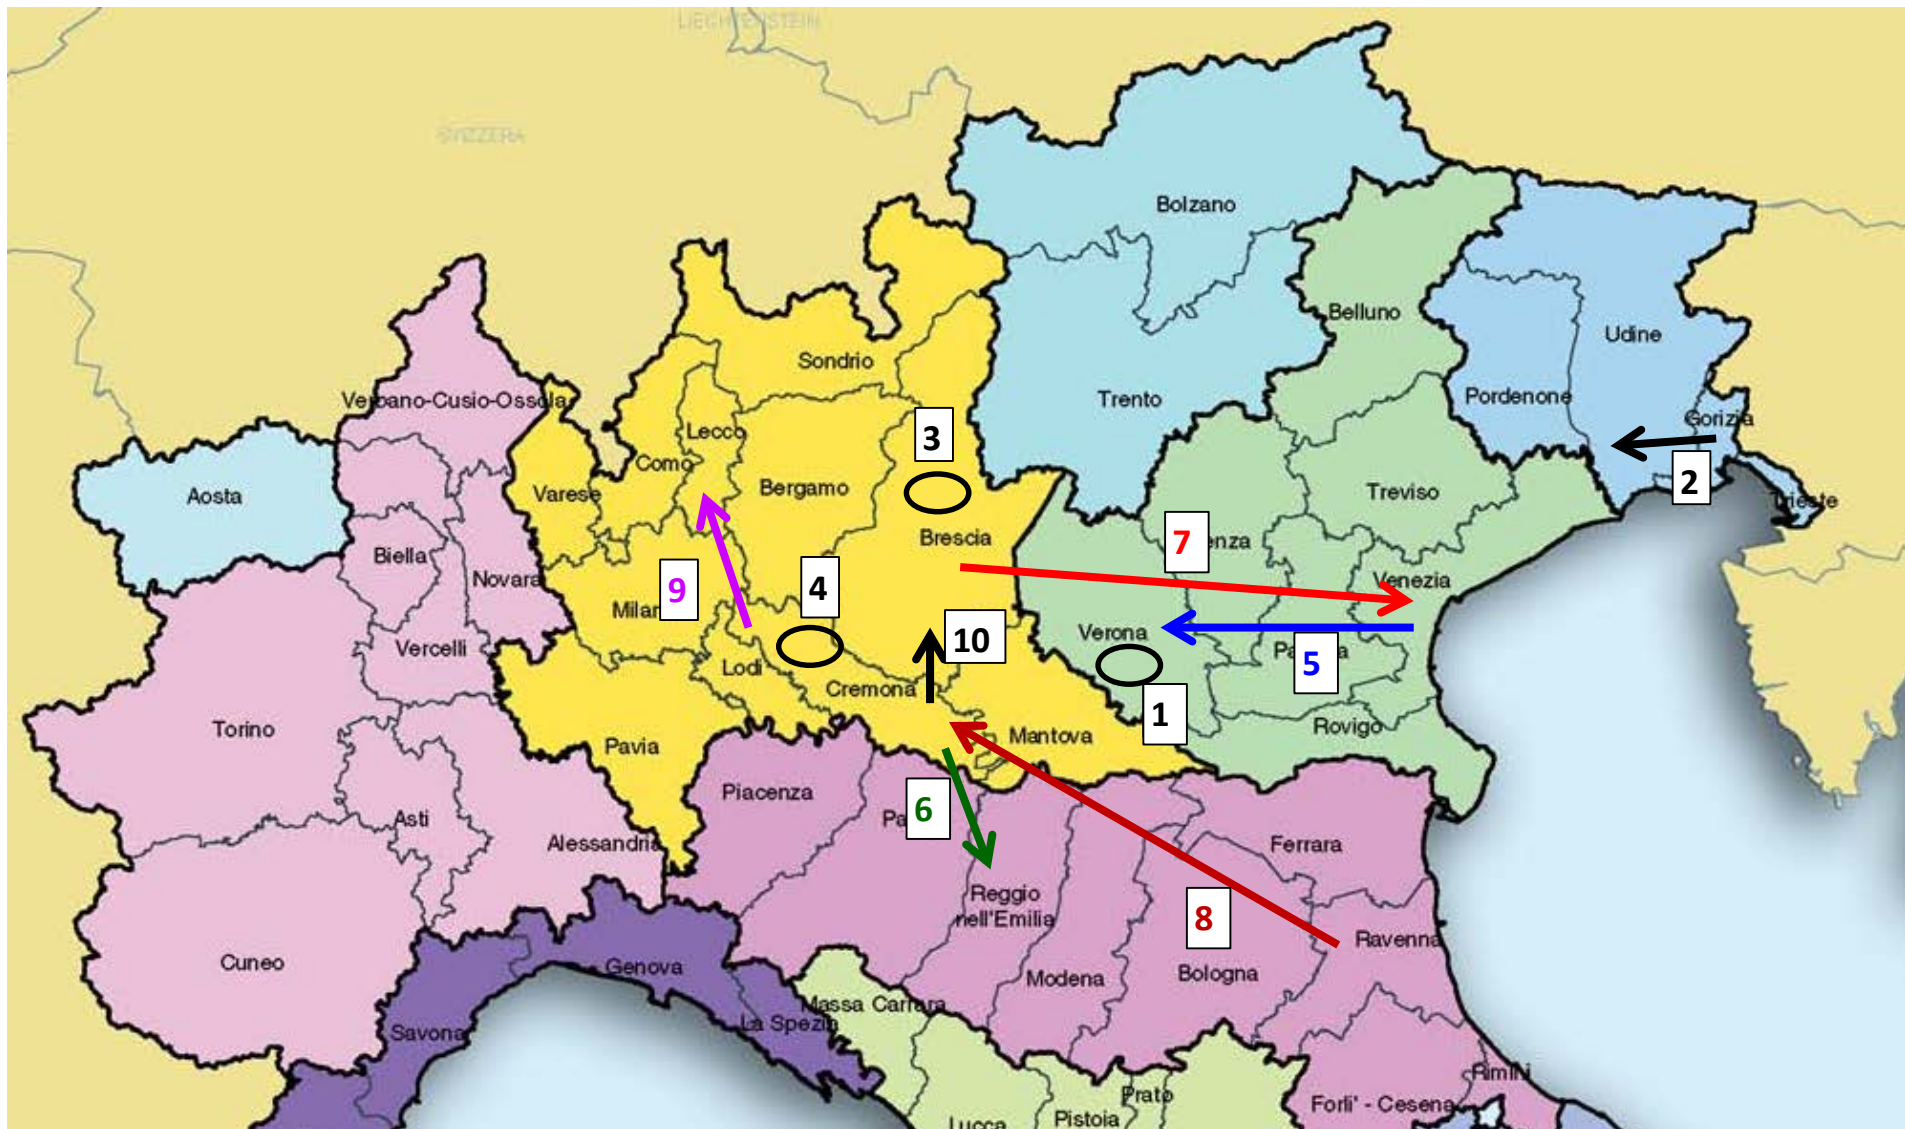 LIECHTENSTEIN
SVIZZERA
Bolzano
Belluno
Udine
Sondrio
Verbano-Cusio-Ossola
Trento
Pordenone
Gorizia
Lecco
3
Como
Aosta
Varese
Bergamo
Treviso
2
Trieste
Brescia
7
enza
Biella
Novara
Venezia
9
4
Milan
10
Verona
Vercelli
Lodi
5
Cremona
1
Torino
Pavia
Mantova
Rovigo
Piacenza
6
Asti
Pa
Alessandria
Ferrara
Reggio
nell'Emilia
8
Ravenna
Cuneo
Genova
Modena
Bologna
Massa Carrara
Savona
La Spezia
Rimini
Prato
Forli' - Cesena
Lucca
Pistoia